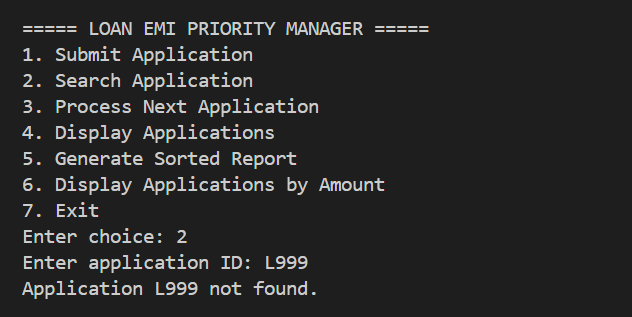 ===== LOAN EMI PRIORITY MANAGER =====
1. Submit Application
2. Search Application
3. Process Next Application
4. Display Applications
5. Generate Sorted Report
6. Display Applications by Amount
7. Exit
Enter choice: 2
Enter application ID: L999
Application L999 not found.